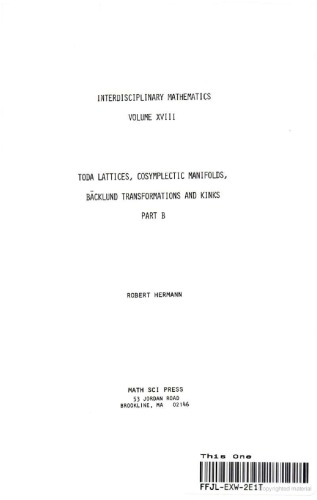 INTERDISCIPLINARY MATHEMATICS
VOLUME XVIII
TODA LATTICES, COSYMPLECTIC MANIFOLDS,
BÄCKLUND TRANSFORMATIONS AND KINKS
PART B
ROBERT HERMANN
MATH SCI PRESS
53 JORDAN ROAD
BROOKLINE, MA 02146
This One
FFJL-EXW-2E1T
Copyrighted material